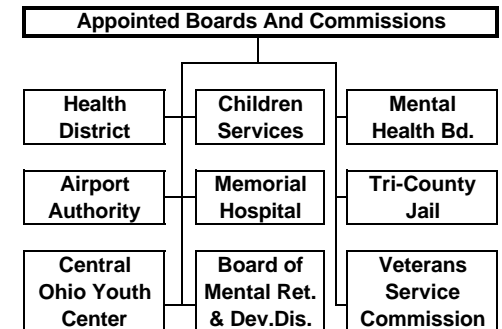 Appointed Boards And Commissions
Health
District
Children
Services
Mental
Health Bd.
Airport
Authority
Memorial
Hospital
Tri-County
Jail
Central
Ohio Youth
Center
Board of
Mental Ret.
& Dev.Dis.
Veterans
Service
Commission